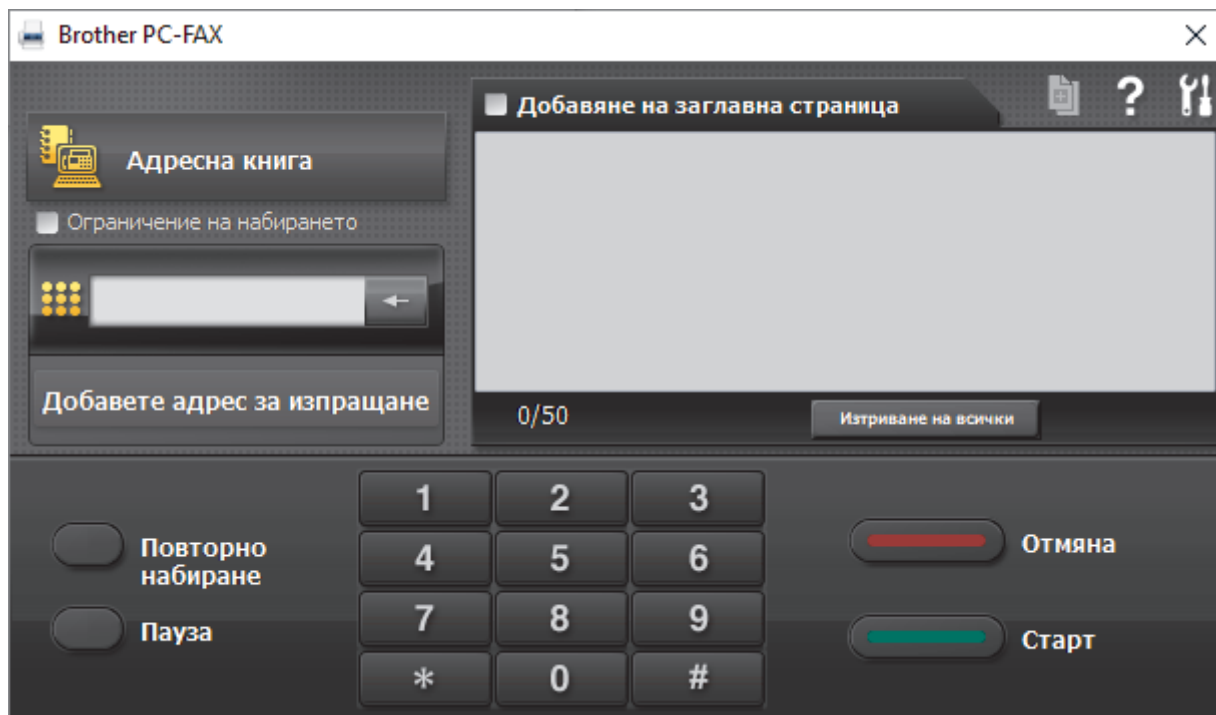 Brother PC-FAX
Добавяне на заглавна страница
?
Адресна книга
Ограничение на набирането
Добавете адрес за изпращане
0/50
Изтриване на всички
1 2 3
4 5 6
7 8 9
* 0 #
Повторно
набиране
Пауза
Отмяна
Старт